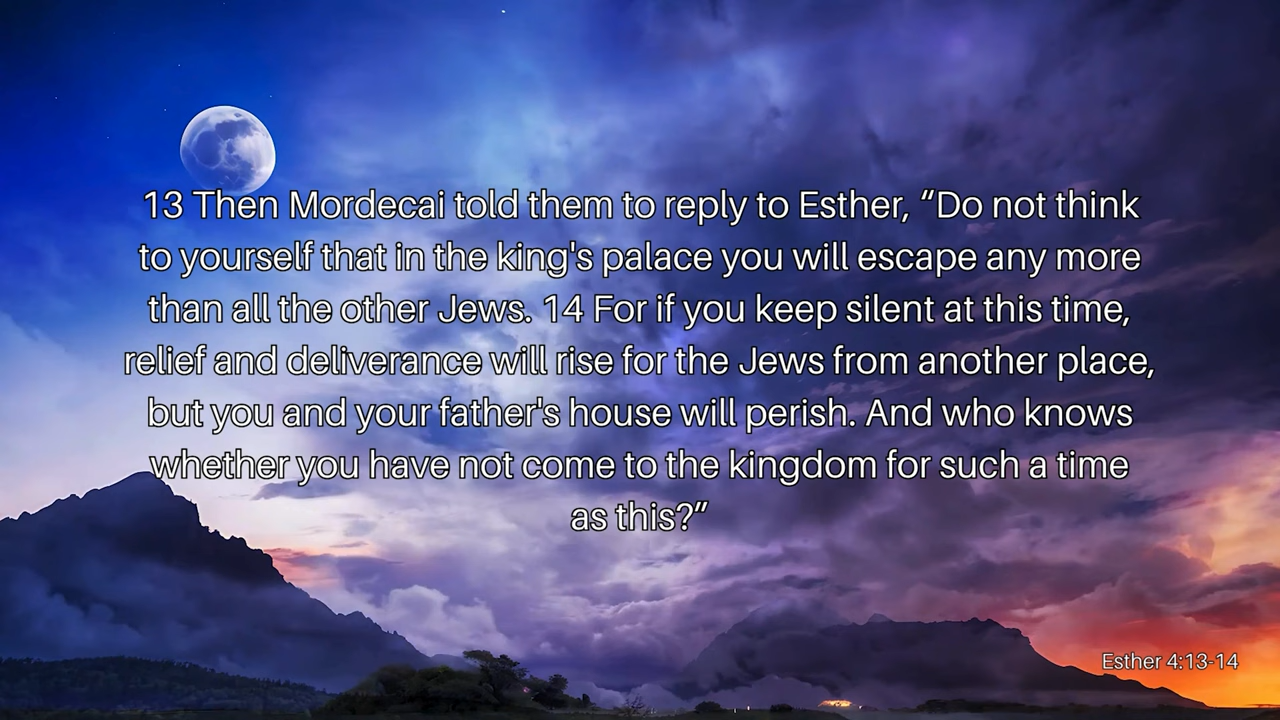 13 Then Mordecai told them to reply to Esther, “Do not think
to yourself that in the king's palace you will escape any more
than all the other Jews. 14 For if you keep silent at this time,
relief and deliverance will rise for the Jews from another place,
but you and your father's house will perish. And who knows
whether you have not come to the kingdom for such a time
as this?”
Esther 4:13-14